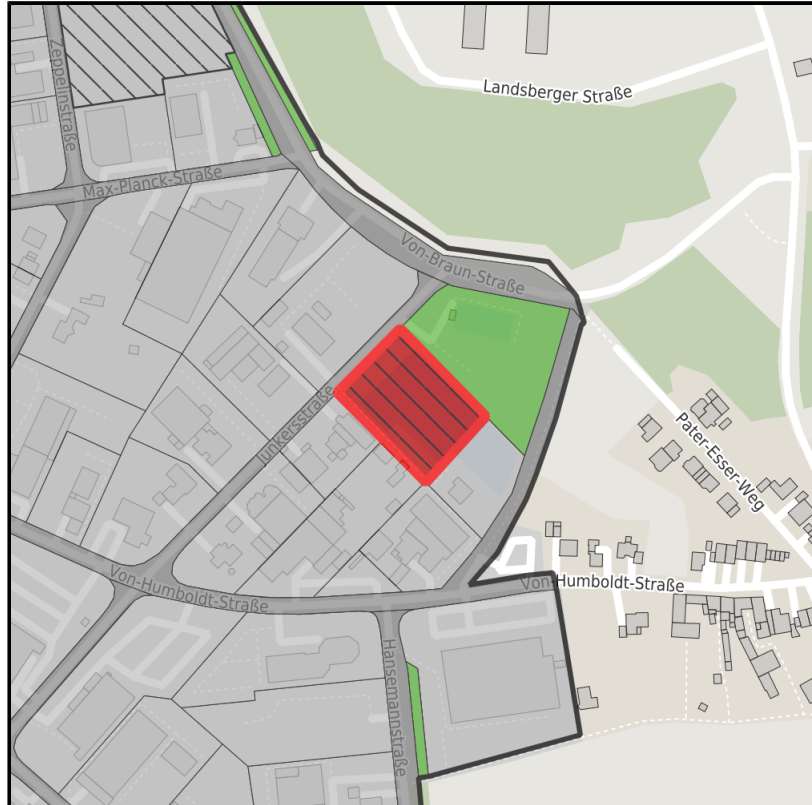 Zeppelinstraße
Landsberger Straße
Max-Planck-Straße
Von-Braun-Straße
Junkersstraße
Pater-Esser-Weg
Von-Humboldt-Straße
Von-Humboldt-Straße
Hansemannstraße